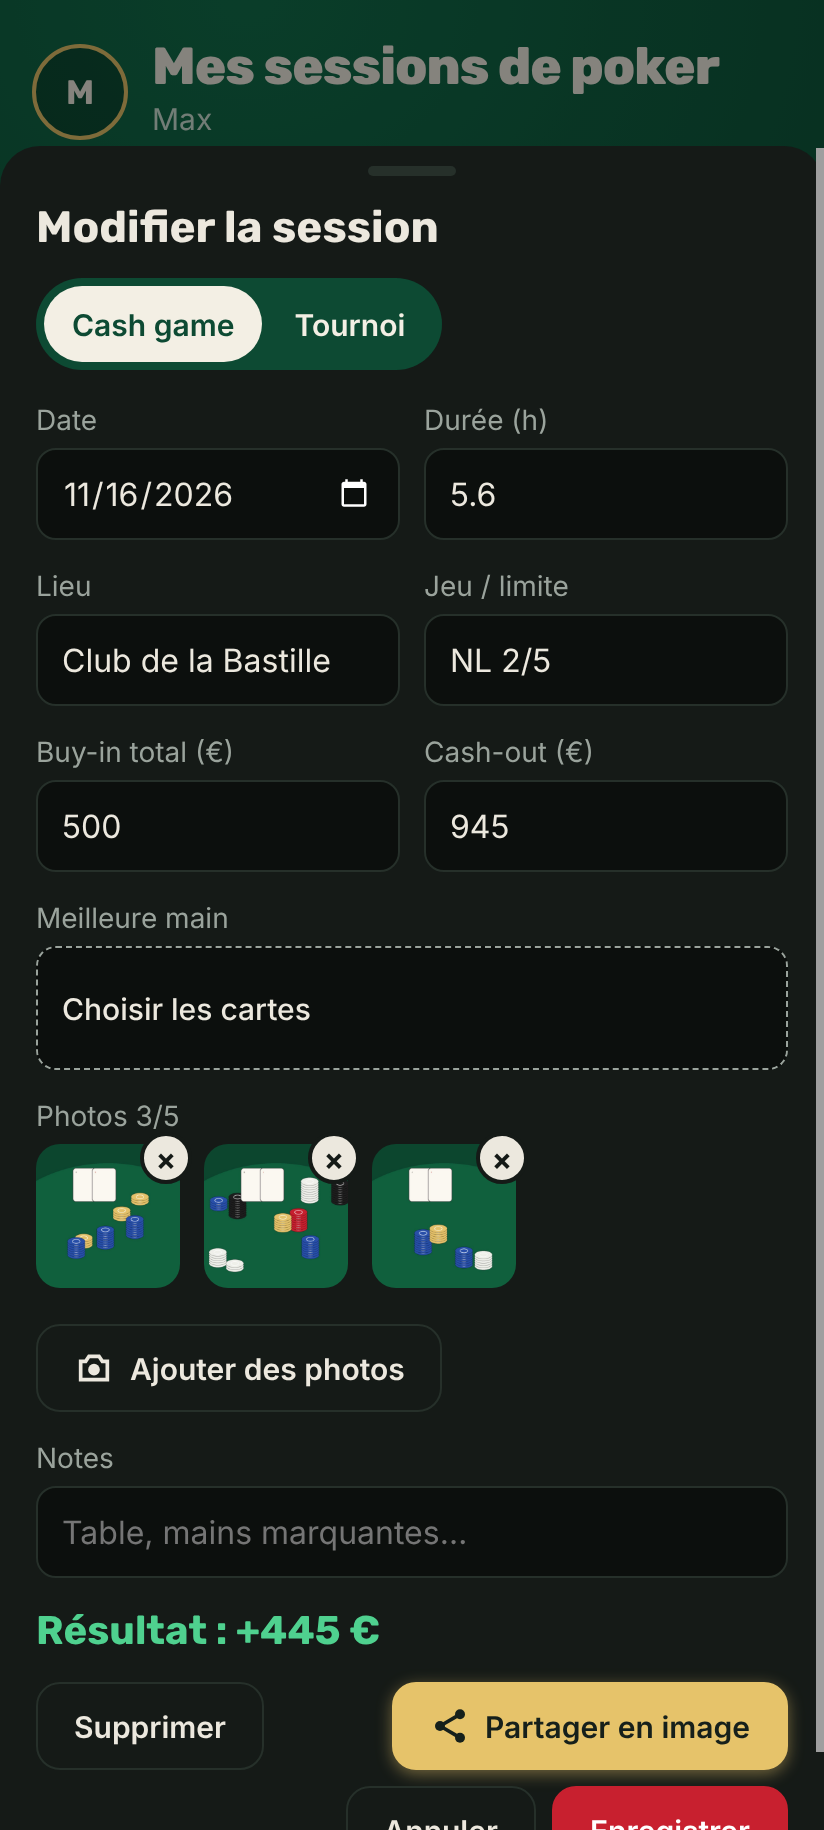 M
Mes sessions de poker
Max
Modifier la session
Cash game Tournoi
Date Durée (h)
11/16/2026 5.6
Lieu Jeu / limite
Club de la Bastille NL 2/5
Buy-in total (€) Cash-out (€)
500 945
Meilleure main
Choisir les cartes
Photos 3/5
Ajouter des photos
Notes
Table, mains marquantes...
Résultat : +445 €
Supprimer Partager en image
Annuler Enregistrer